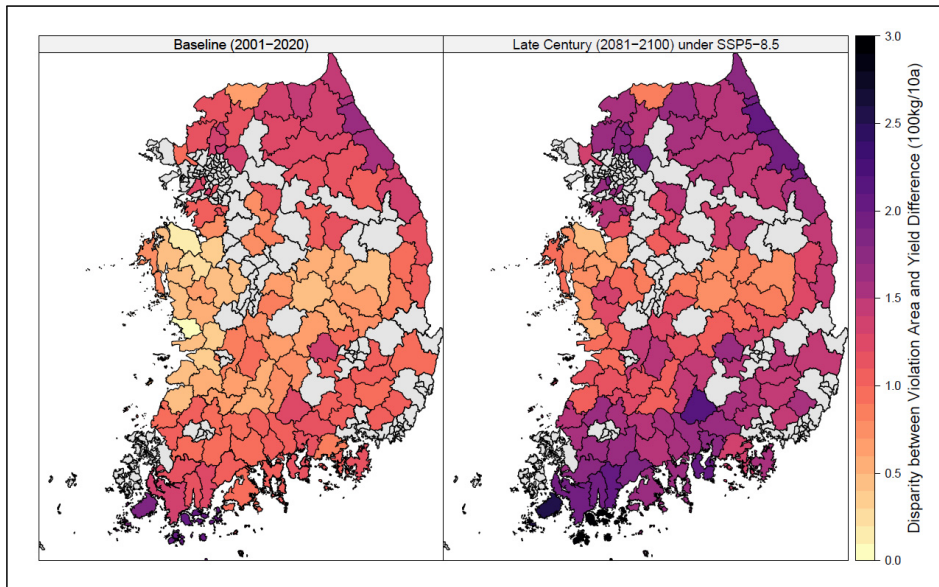 Baseline (2001−2020)
Late Century (2081−2100) under SSP5−8.5
3.0
2.5
2.0
1.5
1.0
0.5
0.0
Disparity between Violation Area and Yield Difference (100kg/10a)